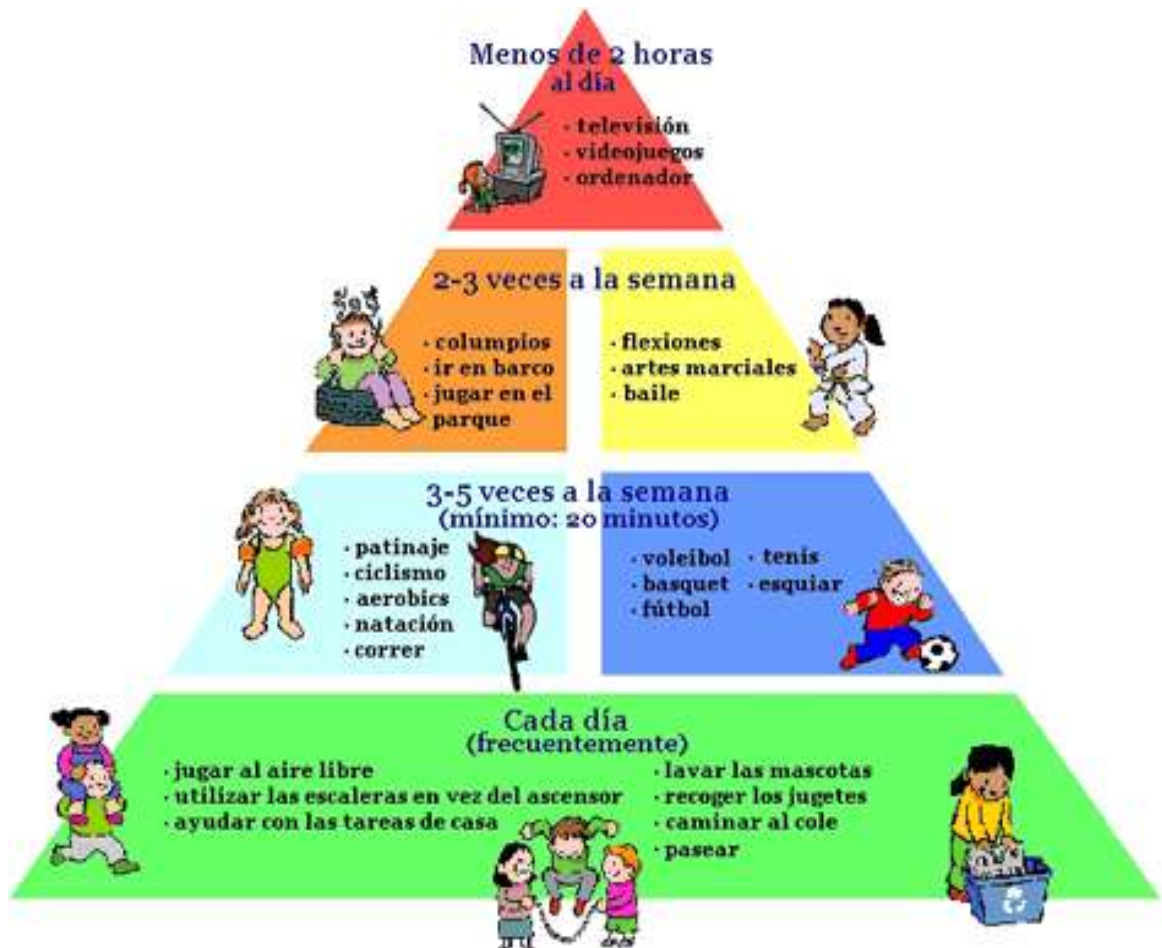 Menos de 2 horas
al día
· televisión
· videojuegos
· ordenador
2-3 veces a la semana
· columpios
· ir en barco
· jugar en el
parque
· flexiones
· artes marciales
· baile
3-5 veces a la semana
(mínimo: 20 minutos)
· patinaje
· ciclismo
· aerobics
· natación
· correr
· voleibol
· basquet
· fútbol
· tenis
· esquiar
Cada día
(frecuentemente)
· jugar al aire libre
· utilizar las escaleras en vez del ascensor
· ayudar con las tareas de casa
· lavar las mascotas
· recoger los jugetes
· caminar al cole
· pasear